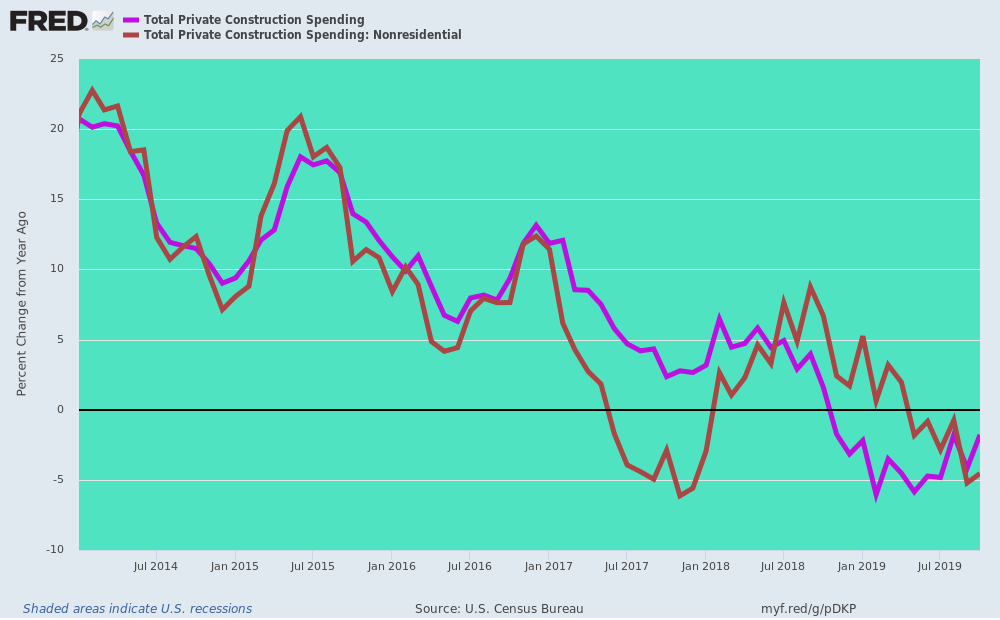 FRED
Total Private Construction Spending
Total Private Construction Spending: Nonresidential
Percent Change from Year Ago
25
20
15
10
5
0
-5
-10
Jul 2014 Jan 2015 Jul 2015 Jan 2016 Jul 2016 Jan 2017 Jul 2017 Jan 2018 Jul 2018 Jan 2019 Jul 2019
Shaded areas indicate U.S. recessions Source: U.S. Census Bureau myf.red/g/pDKP